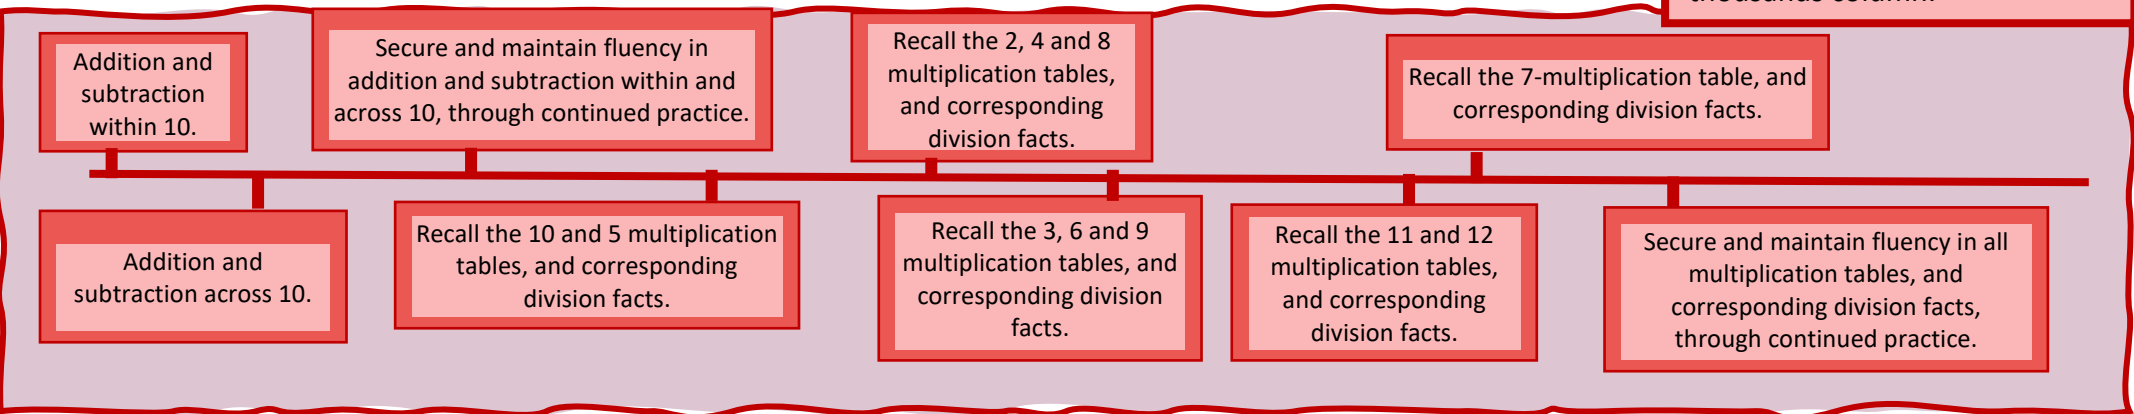 thousands column.
Addition and
subtraction
within 10.
Secure and maintain fluency in
addition and subtraction within and
across 10, through continued practice.
Recall the 2, 4 and 8
multiplication tables,
and corresponding
division facts.
Recall the 7-multiplication table, and
corresponding division facts.
Addition and
subtraction across 10.
Recall the 10 and 5 multiplication
tables, and corresponding
division facts.
Recall the 3, 6 and 9
multiplication tables, and
corresponding division
facts.
Recall the 11 and 12
multiplication tables,
and corresponding
division facts.
Secure and maintain fluency in all
multiplication tables, and
corresponding division facts,
through continued practice.